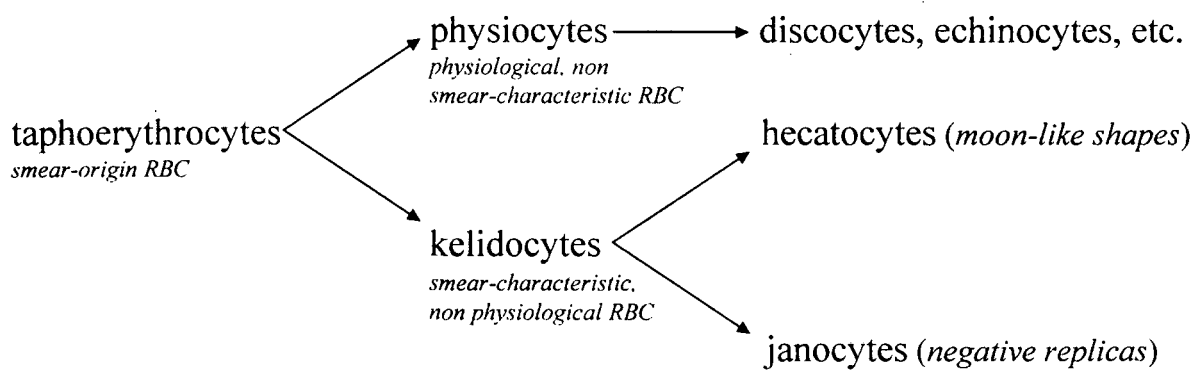 physiocytes
physiological, non
smear-characteristic RBC
discocytes, echinocytes, etc.
taphoerythrocytes
smear-origin RBC
hecatocytes (moon-like shapes)
kelidocytes
smear-characteristic,
non physiological RBC
janocytes (negative replicas)